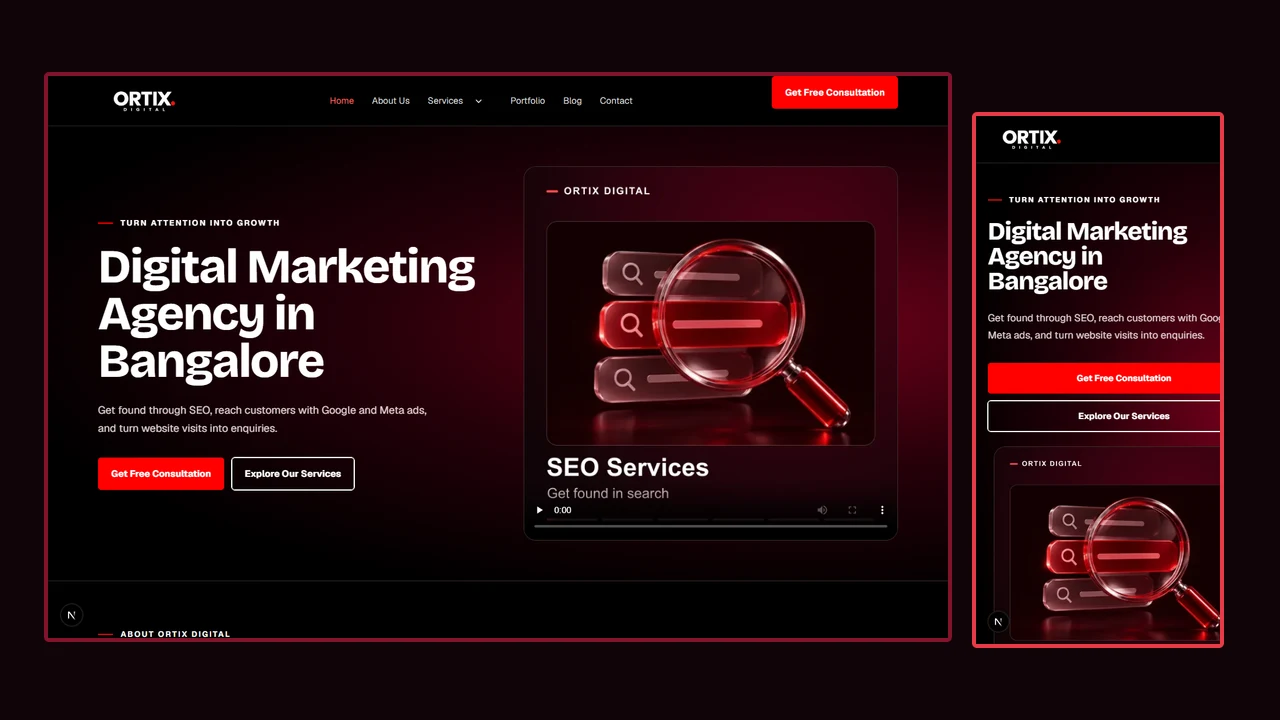 ORTIX.
DIGITAL
Home About Us Services Portfolio Blog Contact
Get Free Consultation
TURN ATTENTION INTO GROWTH
Digital Marketing
Agency in
Bangalore
Get found through SEO, reach customers with Google and Meta ads,
and turn website visits into enquiries.
Get Free Consultation Explore Our Services
ORTIX DIGITAL
SEO Services
Get found in search
0:00
N
ABOUT ORTIX DIGITAL
ORTIX.
DIGITAL
TURN ATTENTION INTO GROWTH
Digital Marketing
Agency in
Bangalore
Get found through SEO, reach customers with Goog
Meta ads, and turn website visits into enquiries.
Get Free Consultation
Explore Our Services
ORTIX DIGITAL
N